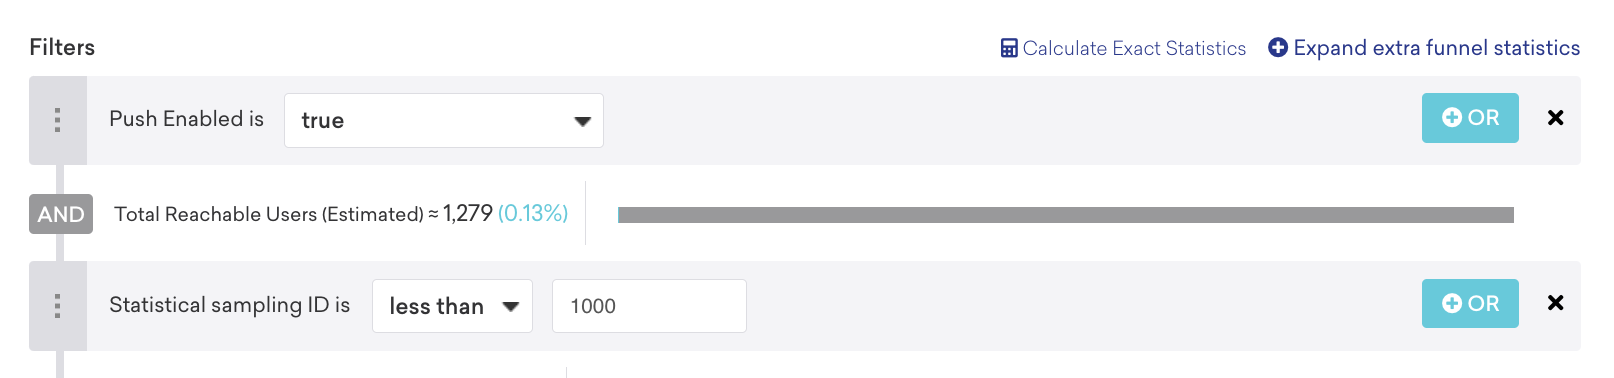 Filters
Calculate Exact Statistics
Expand extra funnel statistics
Push Enabled is true OR
AND Total Reachable Users (Estimated) ≈ 1,279 (0.13%)
Statistical sampling ID is less than 1000 OR